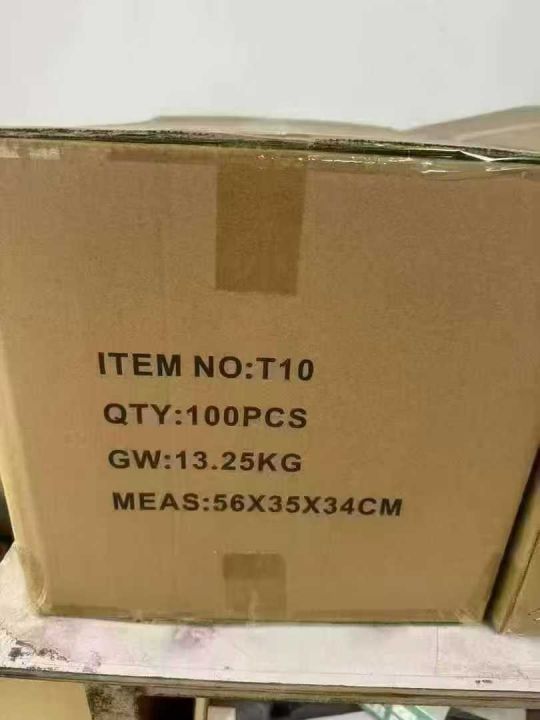 ITEM NO:T10
QTY:100PCS
GW:13.25KG
MEAS:56X35X34CM